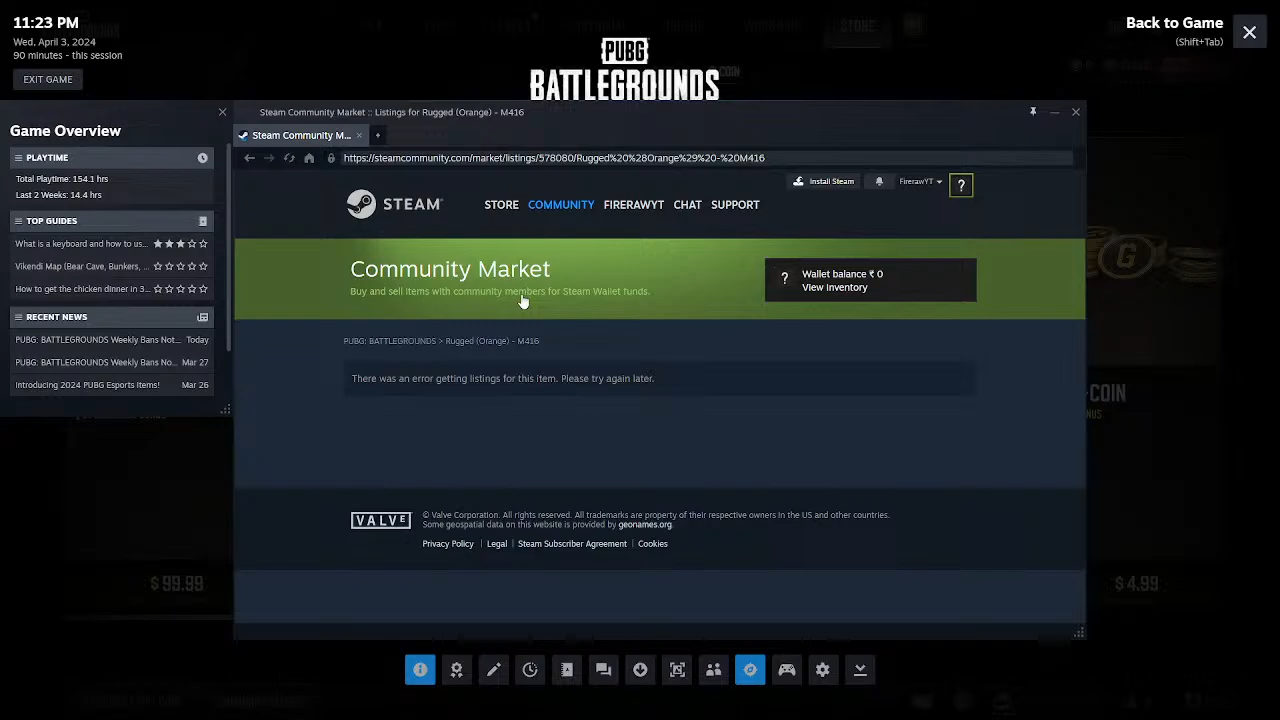 11:23 PM
Wed, April 3, 2024
90 minutes - this session
EXIT GAME
PUBG
BATTLEGROUNDS
Back to Game
(Shift+Tab)
Game Overview
PLAYTIME
Total Playtime: 154.1 hrs
Last 2 Weeks: 14.4 hrs
TOP GUIDES
What is a keyboard and how to us...
Vikendi Map (Bear Cave, Bunkers, ...
How to get the chicken dinner in 3...
RECENT NEWS
PUBG: BATTLEGROUNDS Weekly Bans Not... Today
PUBG: BATTLEGROUNDS Weekly Bans No... Mar 27
Introducing 2024 PUBG Esports Items! Mar 26
Steam Community Market :: Listings for Rugged (Orange) - M416
Steam Community M...
https://steamcommunity.com/market/listings/578080/Rugged%20%28Orange%29%20-%20M416
Install Steam
FirerawYT
?
STEAM
STORE COMMUNITY FIRERAWYT CHAT SUPPORT
Community Market
Buy and sell items with community members for Steam Wallet funds.
? Wallet balance ₹ 0
View Inventory
PUBG: BATTLEGROUNDS > Rugged (Orange) - M416
There was an error getting listings for this item. Please try again later.
VALVE
© Valve Corporation. All rights reserved. All trademarks are property of their respective owners in the US and other countries.
Some geospatial data on this website is provided by geonames.org.
Privacy Policy | Legal | Steam Subscriber Agreement | Cookies
G
-COIN
$ 99.99
$ 4.99